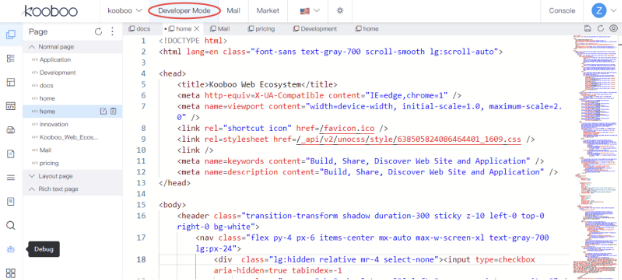 kooboo
kooboo
Developer Mode
Mail
Market
Console
Z
Page
docs
home
Mail
pricing
Development
home
Normal page
Application
Development
docs
home
home
innovation
Kooboo_Web_Ecos...
Mail
pricing
Layout page
Rich text page
Debug
1 <!DOCTYPE html>
2 <html lang=en class="font-sans text-gray-700 scroll-smooth lg:scroll-auto">
3
4 <head>
5 <title>Kooboo Web Ecosystem</title>
6 <meta http-equiv=X-UA-Compatible content="IE=edge,chrome=1" />
7 <meta name=viewport content="width=device-width, initial-scale=1.0, maximum-scale=2.
0" />
8 <link rel="shortcut icon" href=/favicon.ico />
9 <link rel=stylesheet href=/_api/v2/unocss/style/638505824086464401_1609.css />
10 <link />
11 <meta name=keywords content="Build, Share, Discover Web Site and Application" />
12 <meta name=description content="Build, Share, Discover Web Site and Application" />
13 </head>
14
15 <body>
16 <header class="transition-transform shadow duration-300 sticky z-10 left-0 top-0
right-0 bg-white">
17 <nav class="flex py-4 px-6 items-center mx-auto max-w-screen-xl text-gray-700
lg:px-24">
18 <div class="lg:hidden relative mr-4 select-none"><input type=checkbox
aria-hidden=true tabindex=-1